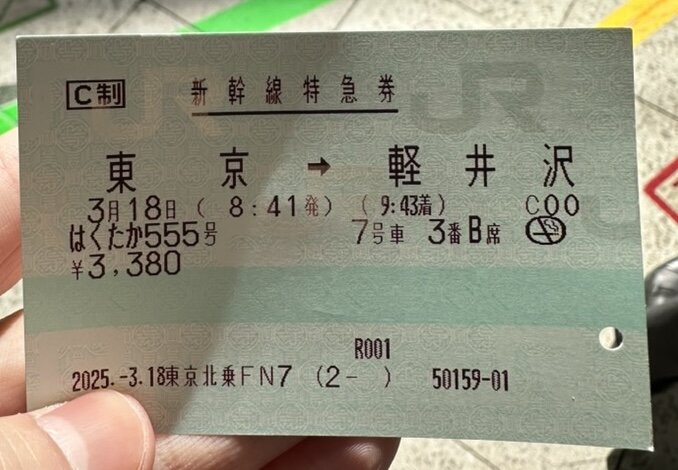 C制 新幹線特急券
東京 → 軽井沢
3月18日 ( 8:41発) ( 9:43着) C00
はくたか555号 7号車 3番B席
¥3,380
R001
2025.-3.18東京北乗FN7 (2- ) 50159-01